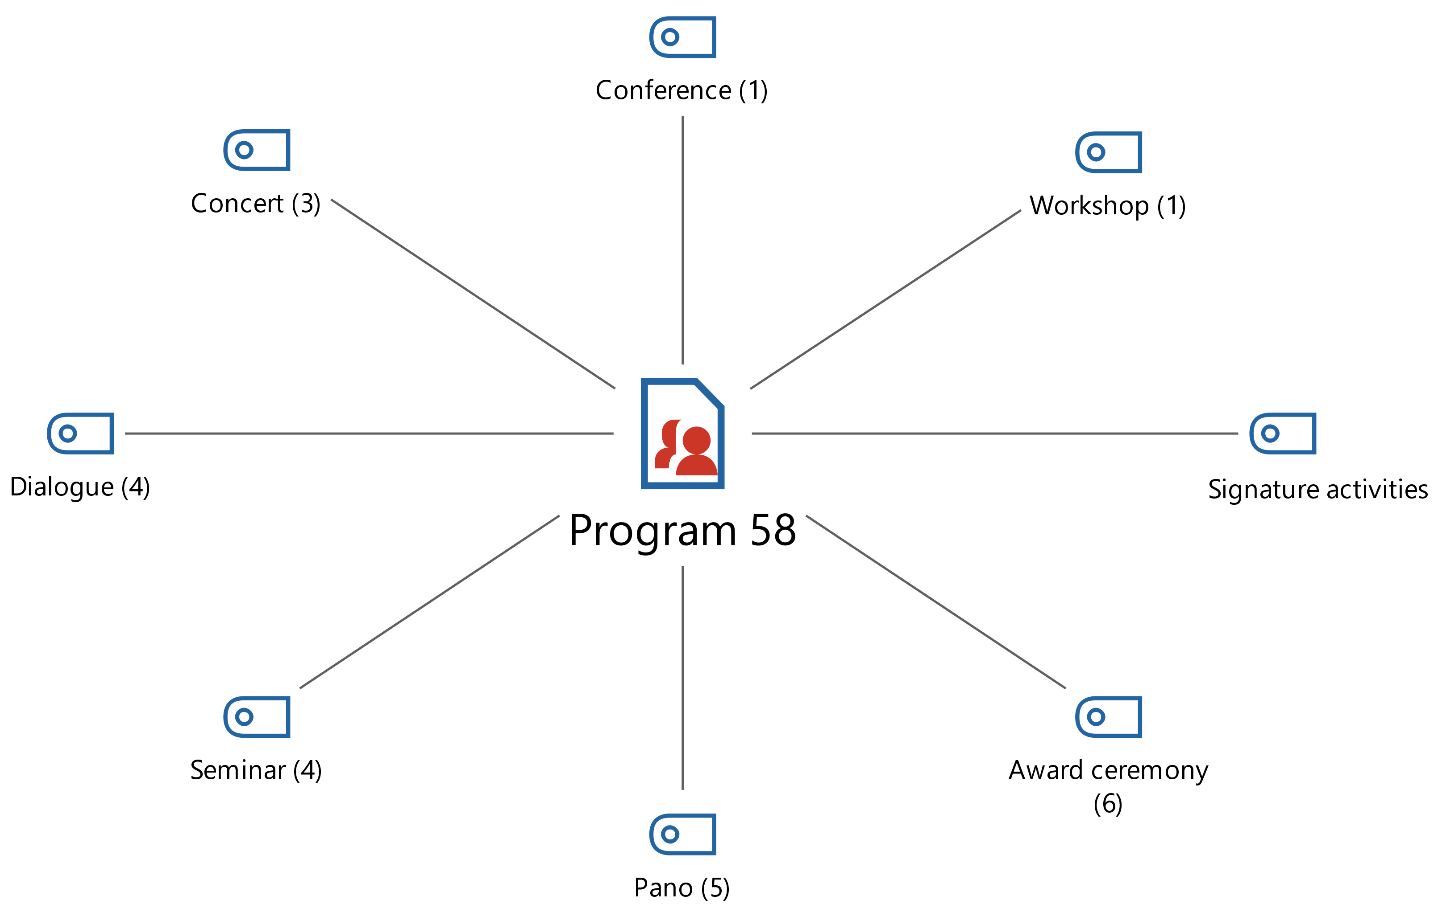 Conference (1)
Concert (3)
Workshop (1)
Dialogue (4)
Signature activities
Program 58
Seminar (4)
Award ceremony
(6)
Pano (5)